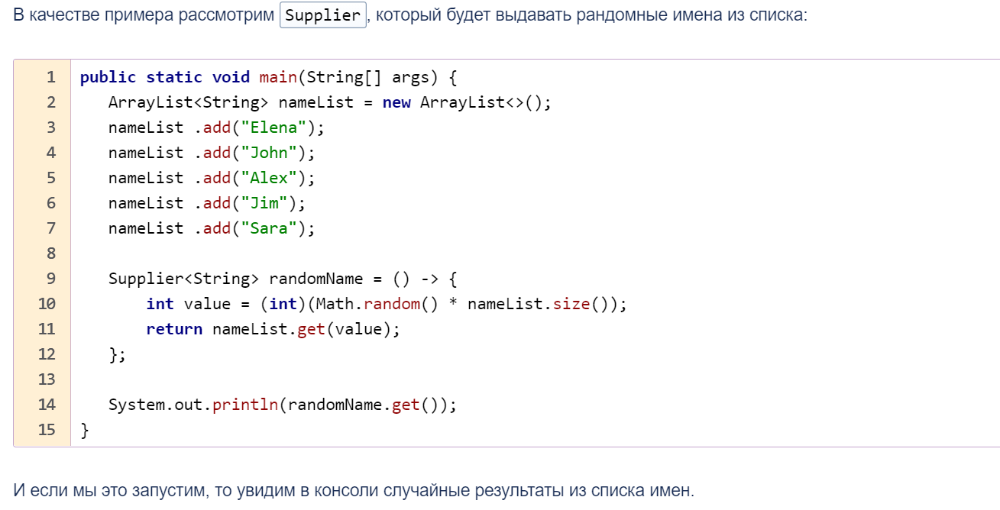 В качестве примера рассмотрим Supplier, который будет выдавать рандомные имена из списка:
1 public static void main(String[] args) {
2    ArrayList<String> nameList = new ArrayList<>();
3    nameList .add("Elena");
4    nameList .add("John");
5    nameList .add("Alex");
6    nameList .add("Jim");
7    nameList .add("Sara");
8
9    Supplier<String> randomName = () -> {
10        int value = (int)(Math.random() * nameList.size());
11        return nameList.get(value);
12    };
13
14    System.out.println(randomName.get());
15 }
И если мы это запустим, то увидим в консоли случайные результаты из списка имен.